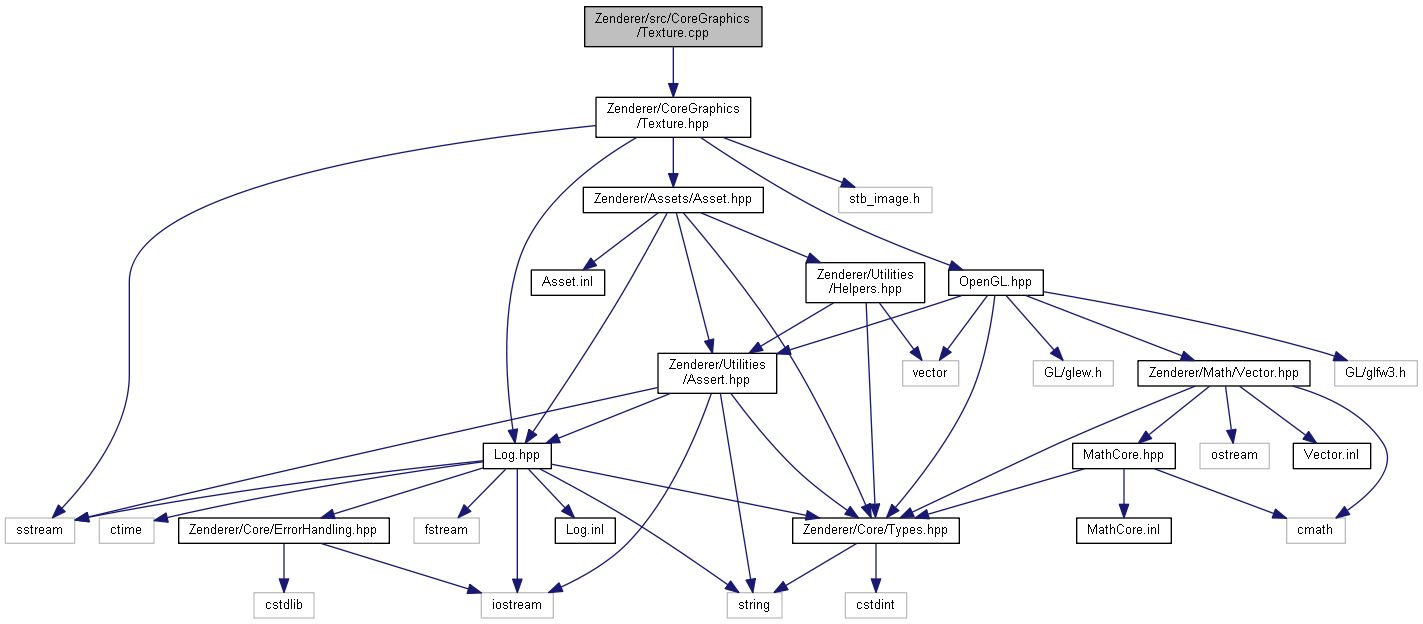 Zenderer/src/CoreGraphics
/Texture.cpp
Zenderer/CoreGraphics
/Texture.hpp
Zenderer/Assets/Asset.hpp
stb_image.h
Asset.inl
Zenderer/Utilities
/Helpers.hpp
OpenGL.hpp
Zenderer/Utilities
/Assert.hpp
vector
GL/glew.h
Zenderer/Math/Vector.hpp
GL/glfw3.h
Log.hpp
MathCore.hpp
ostream
Vector.inl
sstream
ctime
Zenderer/Core/ErrorHandling.hpp
fstream
Log.inl
Zenderer/Core/Types.hpp
MathCore.inl
cmath
cstdlib
iostream
string
cstdint